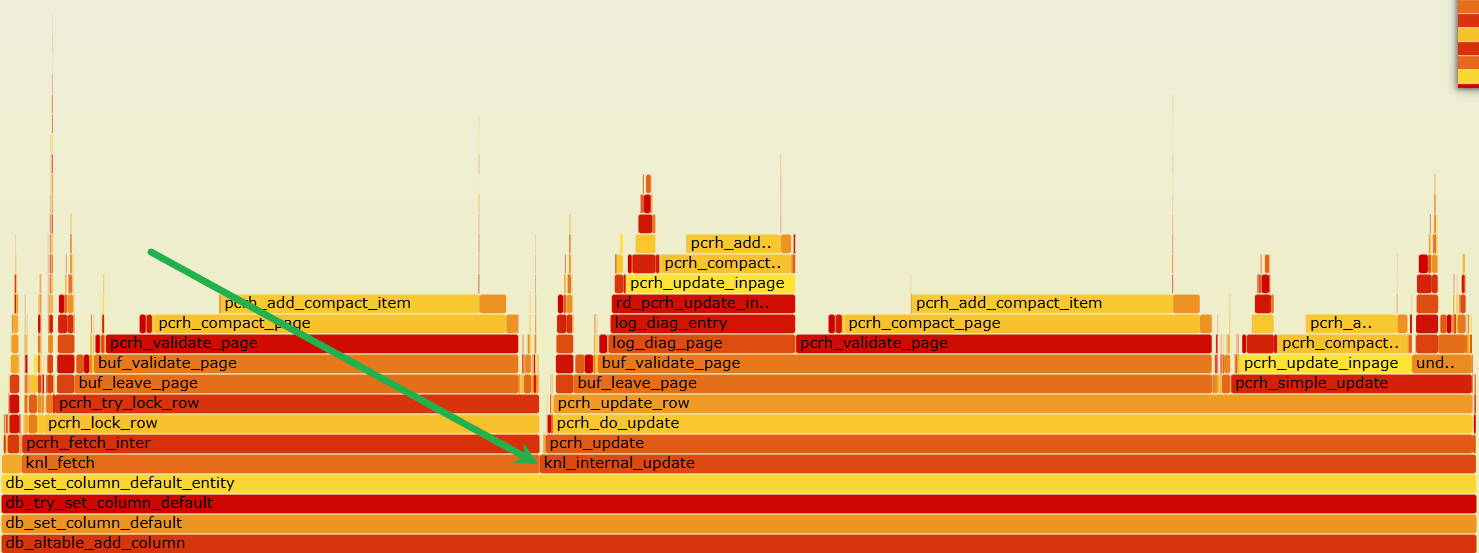 pcrh_add..
pcrh_compact..
pcrh_update_inpage
pcrh_add_compact_item rd_pcrh_update_in.. pcrh_add_compact_item
pcrh_compact_page log_diag_entry pcrh_compact_page pcrh_a..
pcrh_validate_page log_diag_page pcrh_validate_page pcrh_compact..
buf_validate_page buf_validate_page pcrh_update_inpage und..
buf_leave_page buf_leave_page pcrh_simple_update
pcrh_try_lock_row pcrh_update_row
pcrh_lock_row pcrh_do_update
pcrh_fetch_inter pcrh_update
knl_fetch knl_internal_update
db_set_column_default_entity
db_try_set_column_default
db_set_column_default
db_altable_add_column